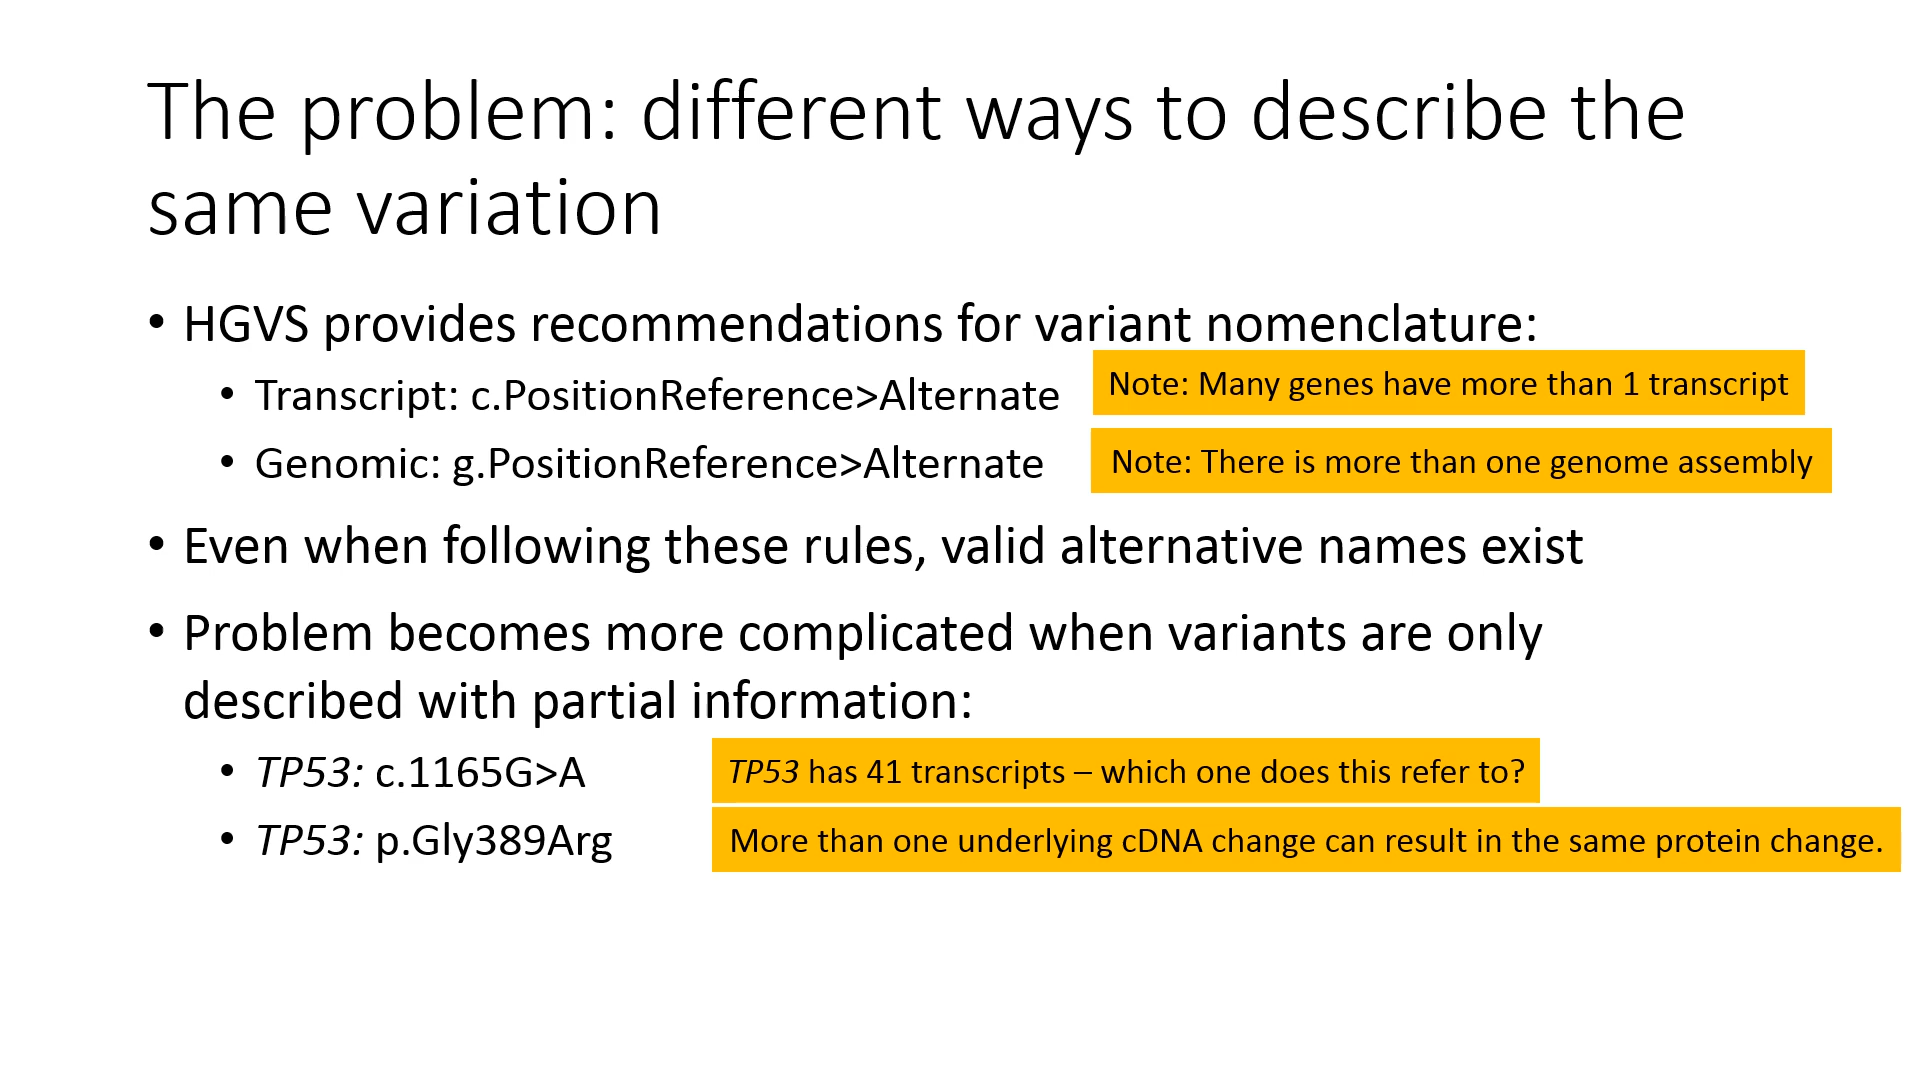 The problem: different ways to describe the
same variation
• HGVS provides recommendations for variant nomenclature:
• Transcript: c.PositionReference>Alternate
Note: Many genes have more than 1 transcript
• Genomic: g.PositionReference>Alternate
Note: There is more than one genome assembly
• Even when following these rules, valid alternative names exist
• Problem becomes more complicated when variants are only
described with partial information:
• TP53: c.1165G>A
TP53 has 41 transcripts – which one does this refer to?
• TP53: p.Gly389Arg
More than one underlying cDNA change can result in the same protein change.